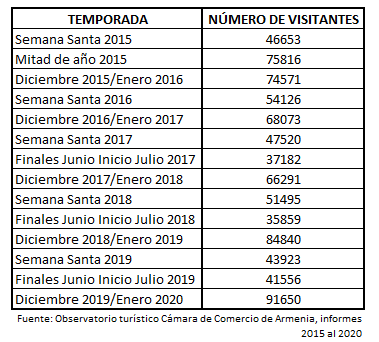 TEMPORADA NÚMERO DE VISITANTES
Semana Santa 2015 46653
Mitad de año 2015 75816
Diciembre 2015/Enero 2016 74571
Semana Santa 2016 54126
Diciembre 2016/Enero 2017 68073
Semana Santa 2017 47520
Finales Junio Inicio Julio 2017 37182
Diciembre 2017/Enero 2018 66291
Semana Santa 2018 51495
Finales Junio Inicio Julio 2018 35859
Diciembre 2018/Enero 2019 84840
Semana Santa 2019 43923
Finales Junio Inicio Julio 2019 41556
Diciembre 2019/Enero 2020 91650
Fuente: Observatorio turístico Cámara de Comercio de Armenia, informes
2015 al 2020